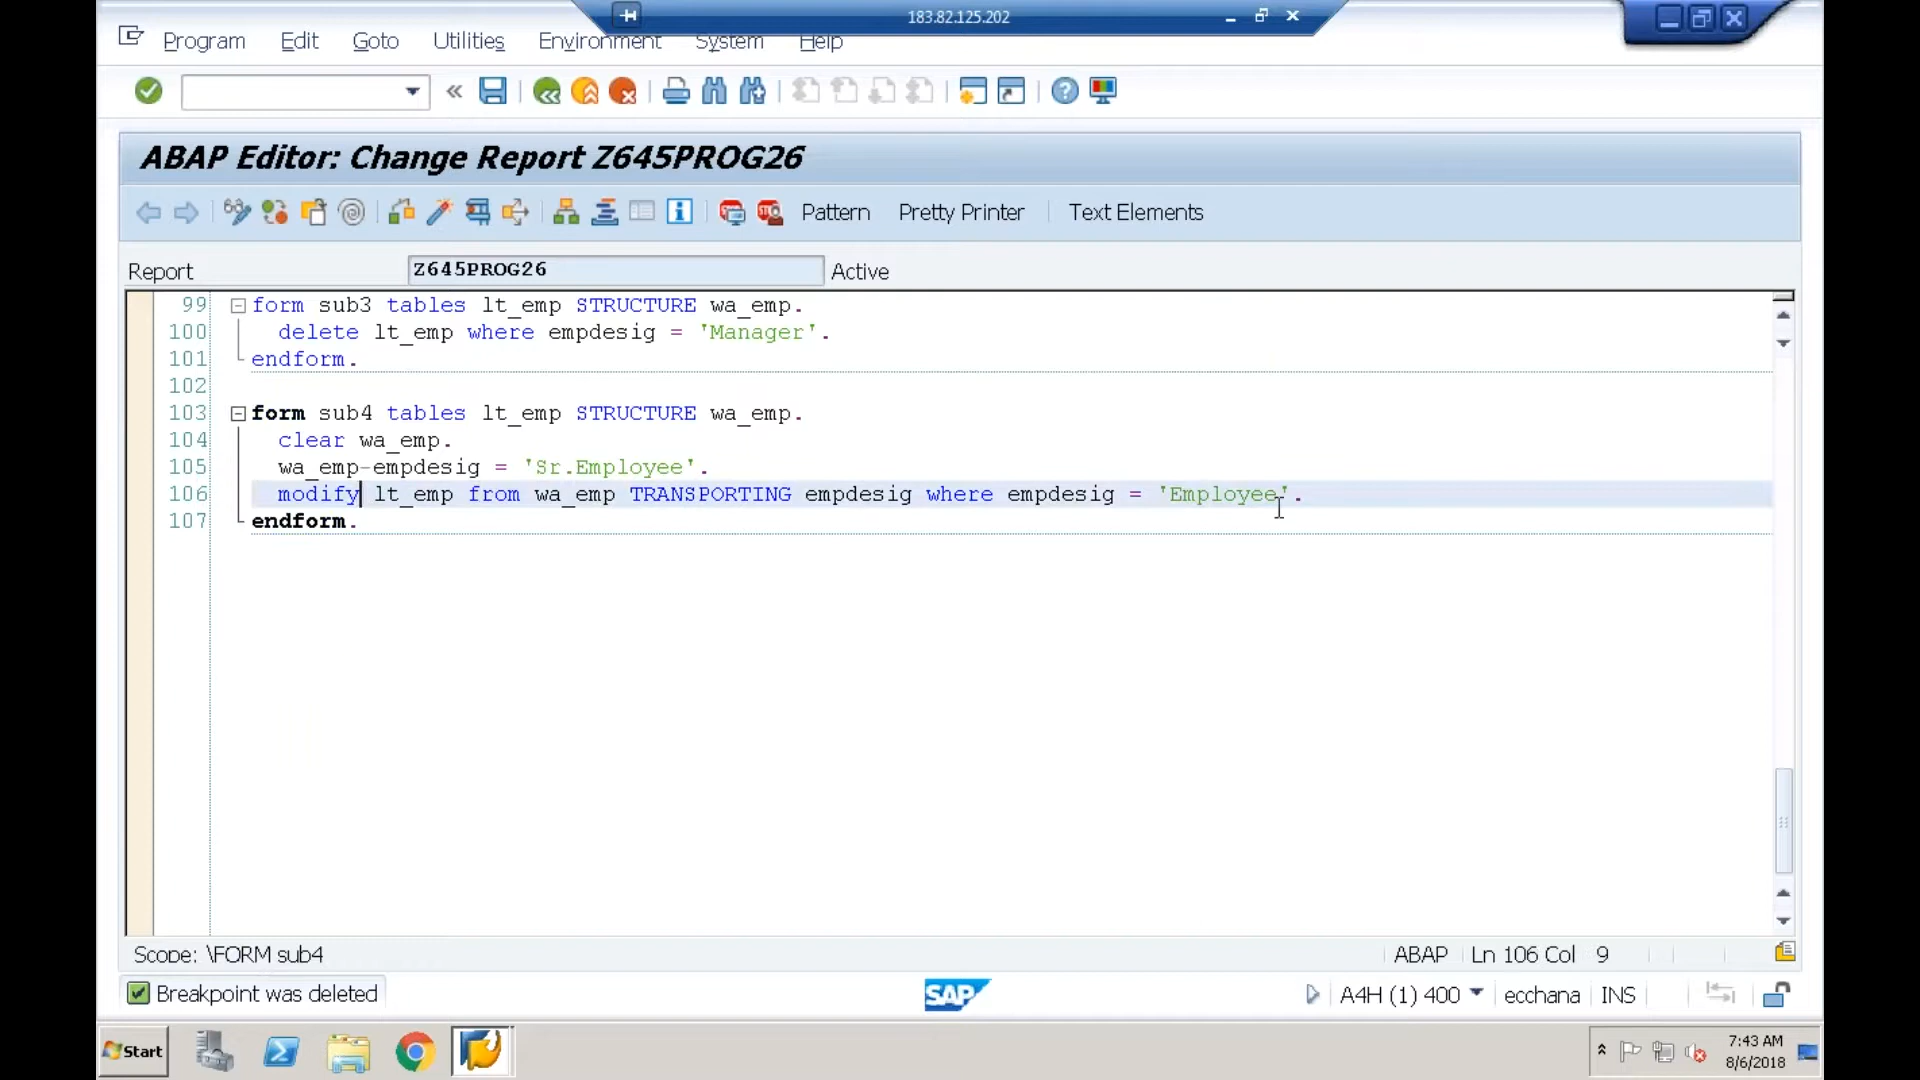 183.82.125.202
Program Edit Goto Utilities Environment System Help
ABAP Editor: Change Report Z645PROG26
Pattern Pretty Printer Text Elements
Report Z645PROG26 Active
99 form sub3 tables lt_emp STRUCTURE wa_emp.
100 delete lt_emp where empdesig = 'Manager'.
101 endform.
102
103 form sub4 tables lt_emp STRUCTURE wa_emp.
104 clear wa_emp.
105 wa_emp-empdesig = 'Sr.Employee'.
106 modify lt_emp from wa_emp TRANSPORTING empdesig where empdesig = 'Employee'.
107 endform.
Scope: \FORM sub4 ABAP Ln 106 Col 9
Breakpoint was deleted SAP A4H (1) 400 ecchana INS
Start 7:43 AM
8/6/2018